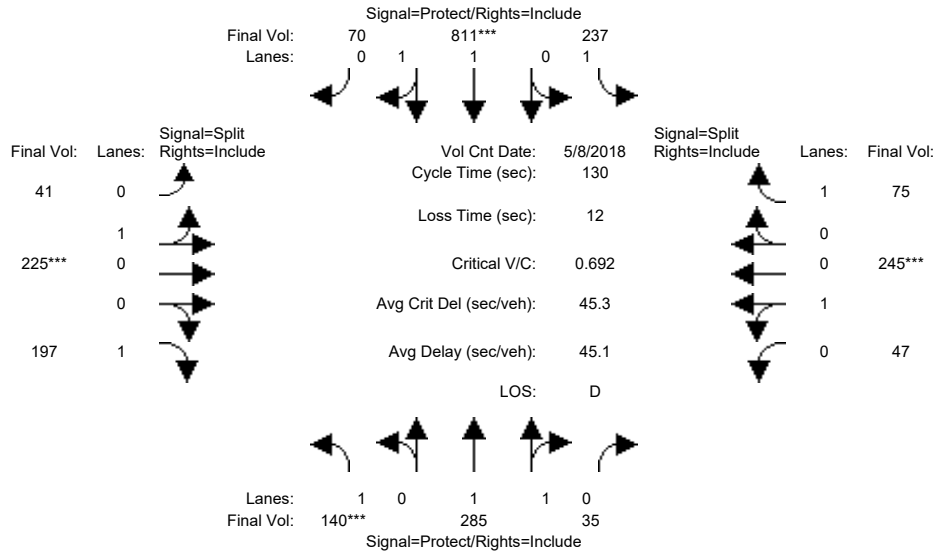 Signal=Protect/Rights=Include
Final Vol: 70 811*** 237
Lanes: 0 1 1 0 1
Signal=Split
Final Vol: Lanes: Rights=Include
Vol Cnt Date: 5/8/2018
Signal=Split
Rights=Include Lanes: Final Vol:
Cycle Time (sec): 130
41 0
1 75
Loss Time (sec): 12
1
0
225*** 0
Critical V/C: 0.692
0 245***
0
Avg Crit Del (sec/veh): 45.3
1
197 1
Avg Delay (sec/veh): 45.1
0 47
LOS: D
Lanes: 1 0 1 1 0
Final Vol: 140*** 285 35
Signal=Protect/Rights=Include